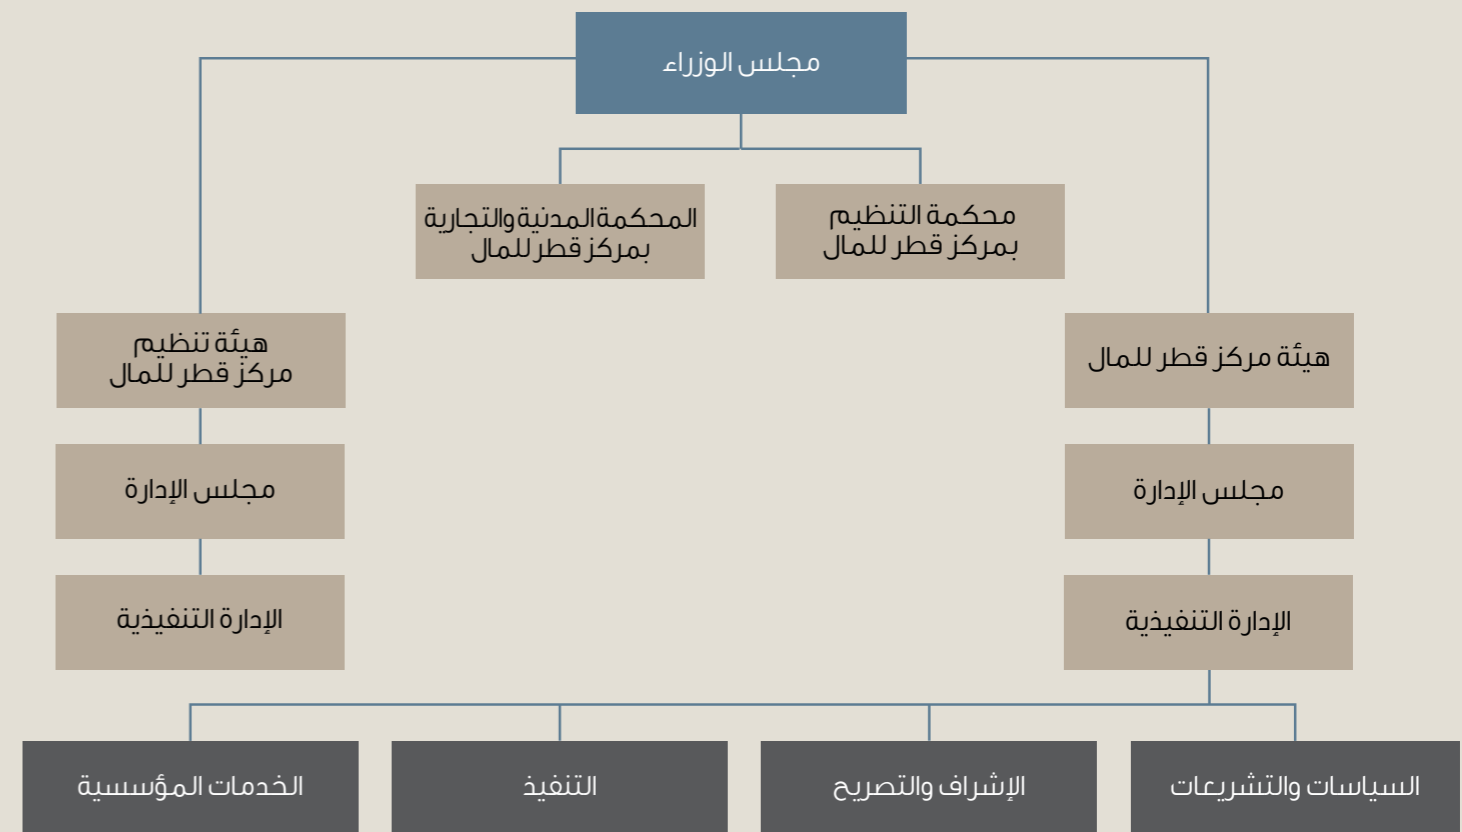 مجلس الوزراء
محكمة التنظيم
بمركز قطر للمال
المحكمة المدنية والتجارية
بمركز قطر للمال
هيئة مركز قطر للمال
هيئة تنظيم
مركز قطر للمال
مجلس الإدارة
مجلس الإدارة
الإدارة التنفيذية
الإدارة التنفيذية
السياسات والتشريعات
الإشراف والتصريح
التنفيذ
الخدمات المؤسسية